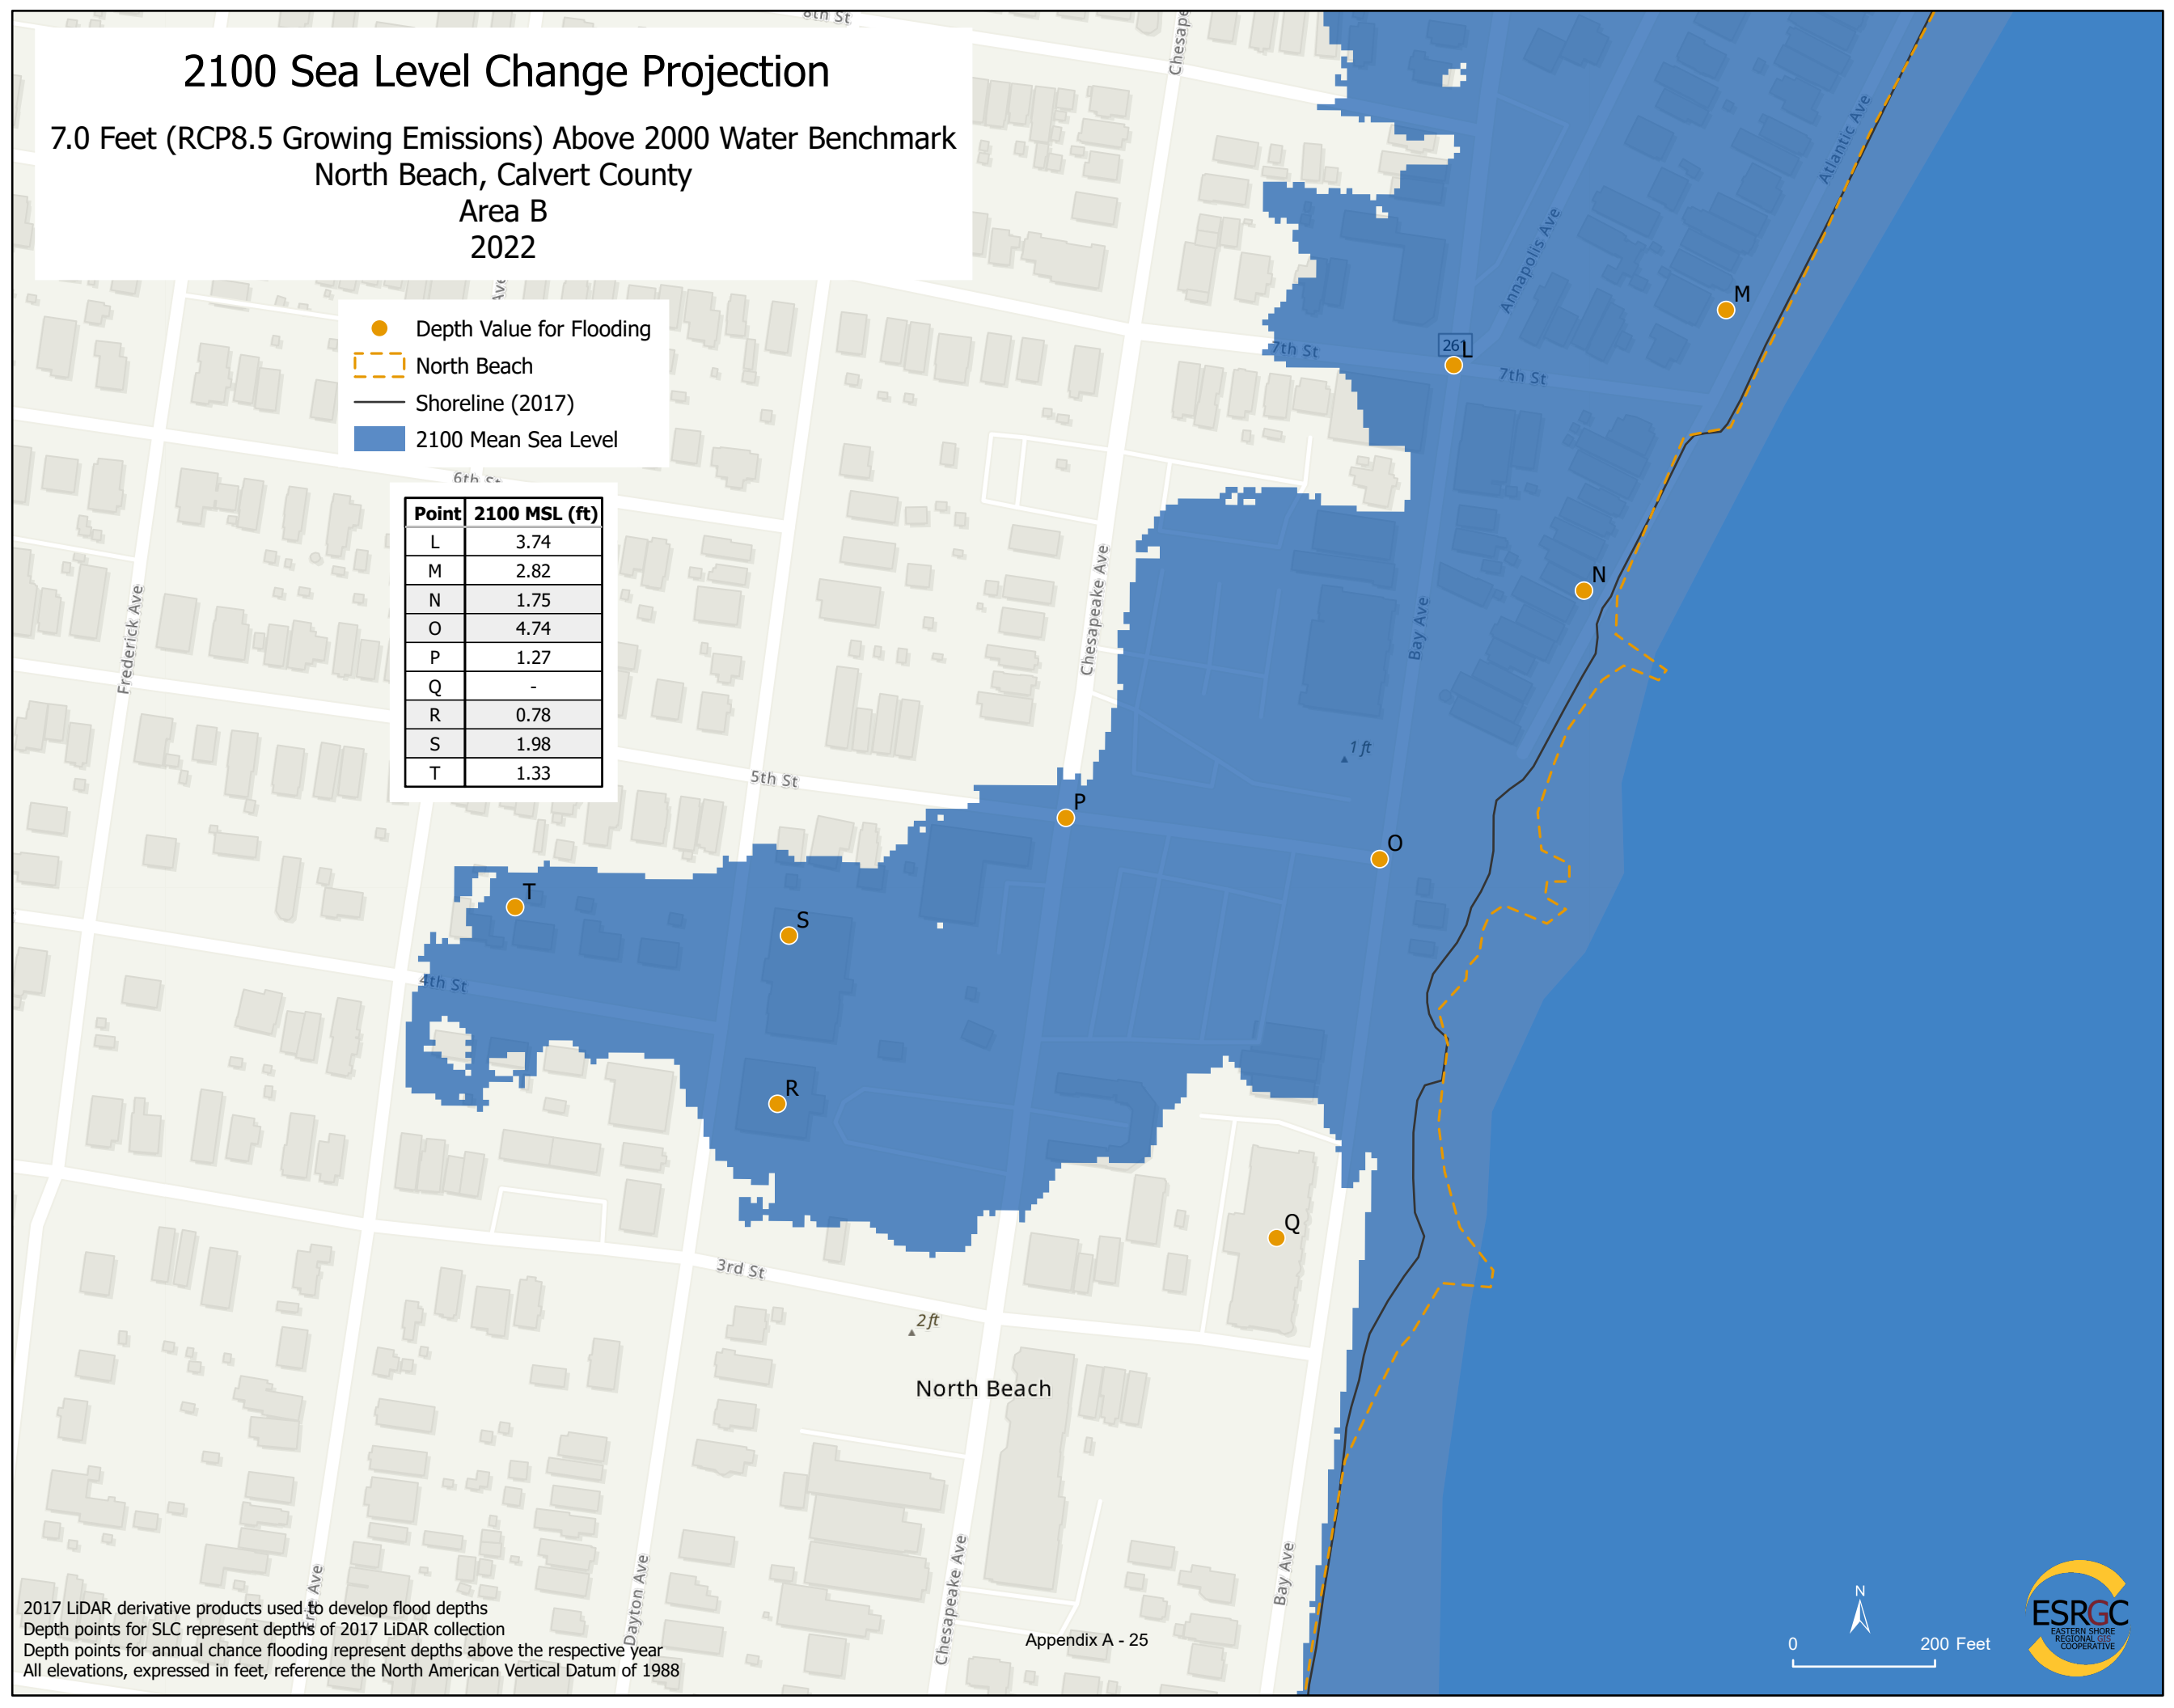 2100 Sea Level Change Projection
7.0 Feet (RCP8.5 Growing Emissions) Above 2000 Water Benchmark
North Beach, Calvert County
Area B
2022
Depth Value for Flooding
North Beach
Shoreline (2017)
2100 Mean Sea Level
Point 2100 MSL (ft)
L 3.74
M 2.82
N 1.75
O 4.74
P 1.27
Q -
R 0.78
S 1.98
T 1.33
8th St
Chesape
Atlantic Ave
Annapolis Ave
M
261
L
7th St
7th St
Ave
6th St
N
Frederick Ave
Chesapeake Ave
Bay Ave
1 ft
5th St
P
O
T
S
4th St
R
Q
3rd St
2 ft
North Beach
Ave
Dayton Ave
Chesapeake Ave
Bay Ave
2017 LiDAR derivative products used to develop flood depths
Depth points for SLC represent depths of 2017 LiDAR collection
Depth points for annual chance flooding represent depths above the respective year
All elevations, expressed in feet, reference the North American Vertical Datum of 1988
Appendix A - 25
N
0 200 Feet
ESRGC
EASTERN SHORE
REGIONAL GIS
COOPERATIVE